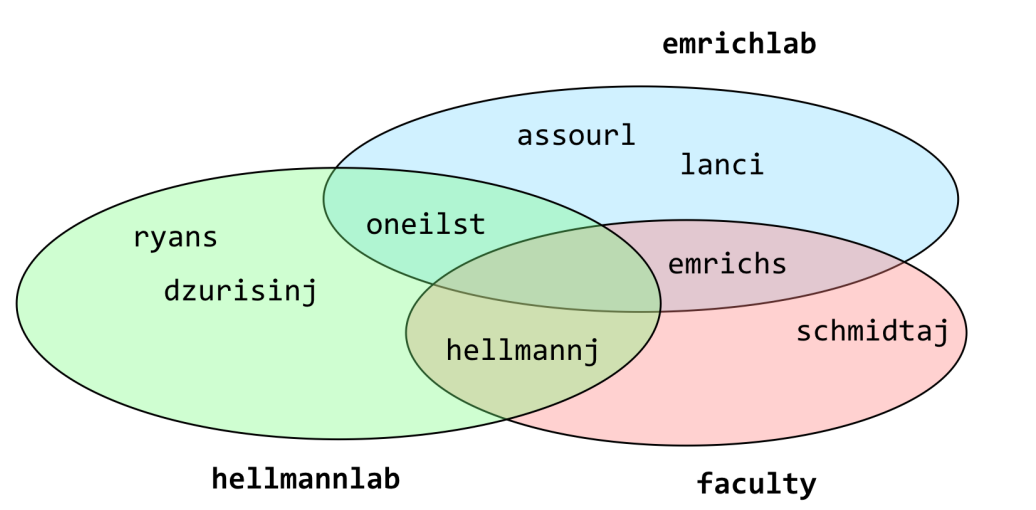 emrichlab
assourl
lanci
oneilst
ryans
emrichs
dzurisinj
schmidtaj
hellmannj
hellmannlab
faculty